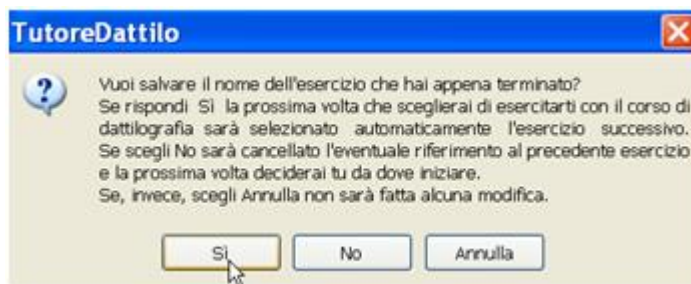 TutoreDattilo
Vuoi salvare il nome dell'esercizio che hai appena terminato?
Se rispondi Sì la prossima volta che sceglierai di esercitarti con il corso di
dattilografia sarà selezionato automaticamente l'esercizio successivo.
Se scegli No sarà cancellato l'eventuale riferimento al precedente esercizio
e la prossima volta deciderai tu da dove iniziare.
Se, invece, scegli Annulla non sarà fatta alcuna modifica.
Sì No Annulla